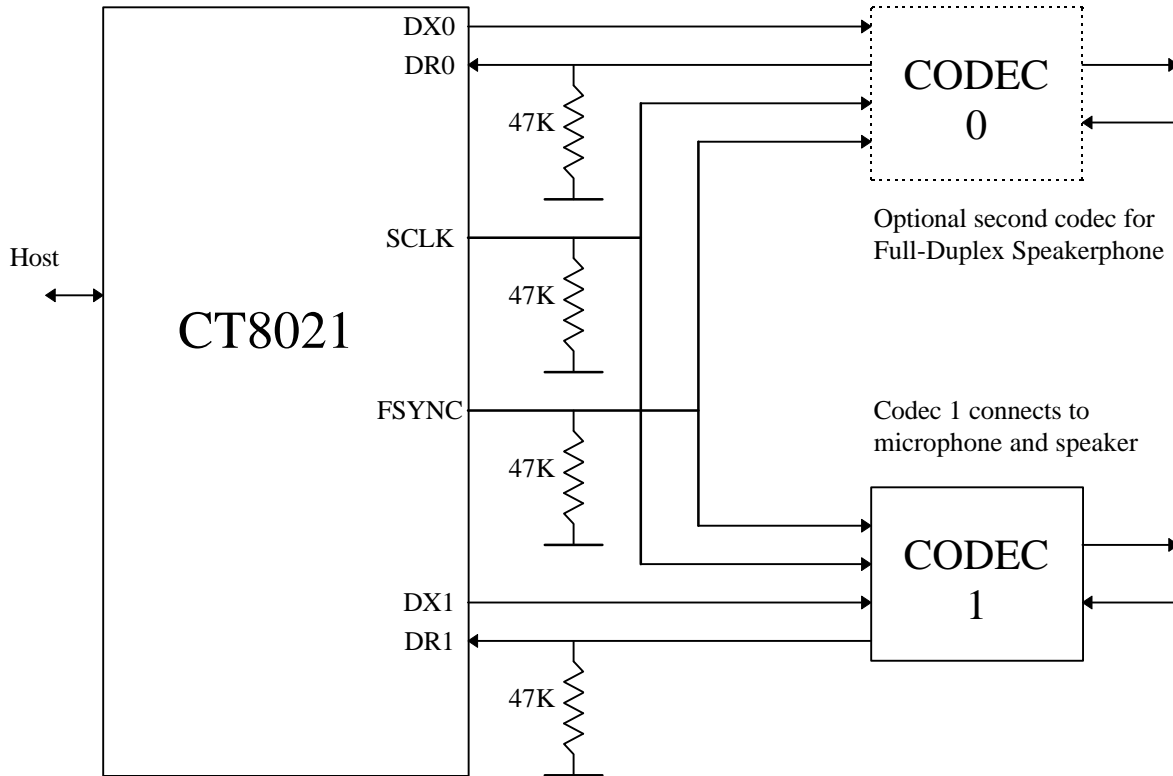 DX0
DR0
47K
CODEC
0
Optional second codec for
Full-Duplex Speakerphone
SCLK
47K
Host
CT8021
FSYNC
47K
Codec 1 connects to
microphone and speaker
CODEC
1
DX1
DR1
47K